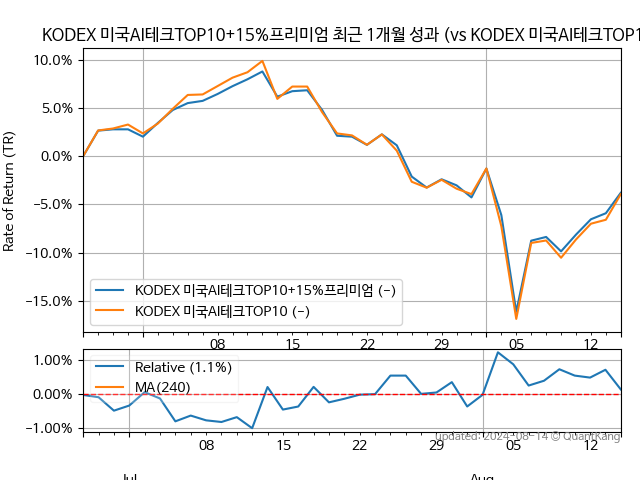 KODEX 미국AI테크TOP10+15%프리미엄 최근 1개월 성과 (vs KODEX 미국AI테크TOP1
Rate of Return (TR)
10.0%
5.0%
0.0%
−5.0%
−10.0%
−15.0%
KODEX 미국AI테크TOP10+15%프리미엄 (-)
KODEX 미국AI테크TOP10 (-)
08 15 22 29 05 12
1.00%
0.00%
−1.00%
Relative (1.1%)
MA(240)
08 15 22 29 05 12
updated: 2024-08-14 © QuantKang
Jul Aug